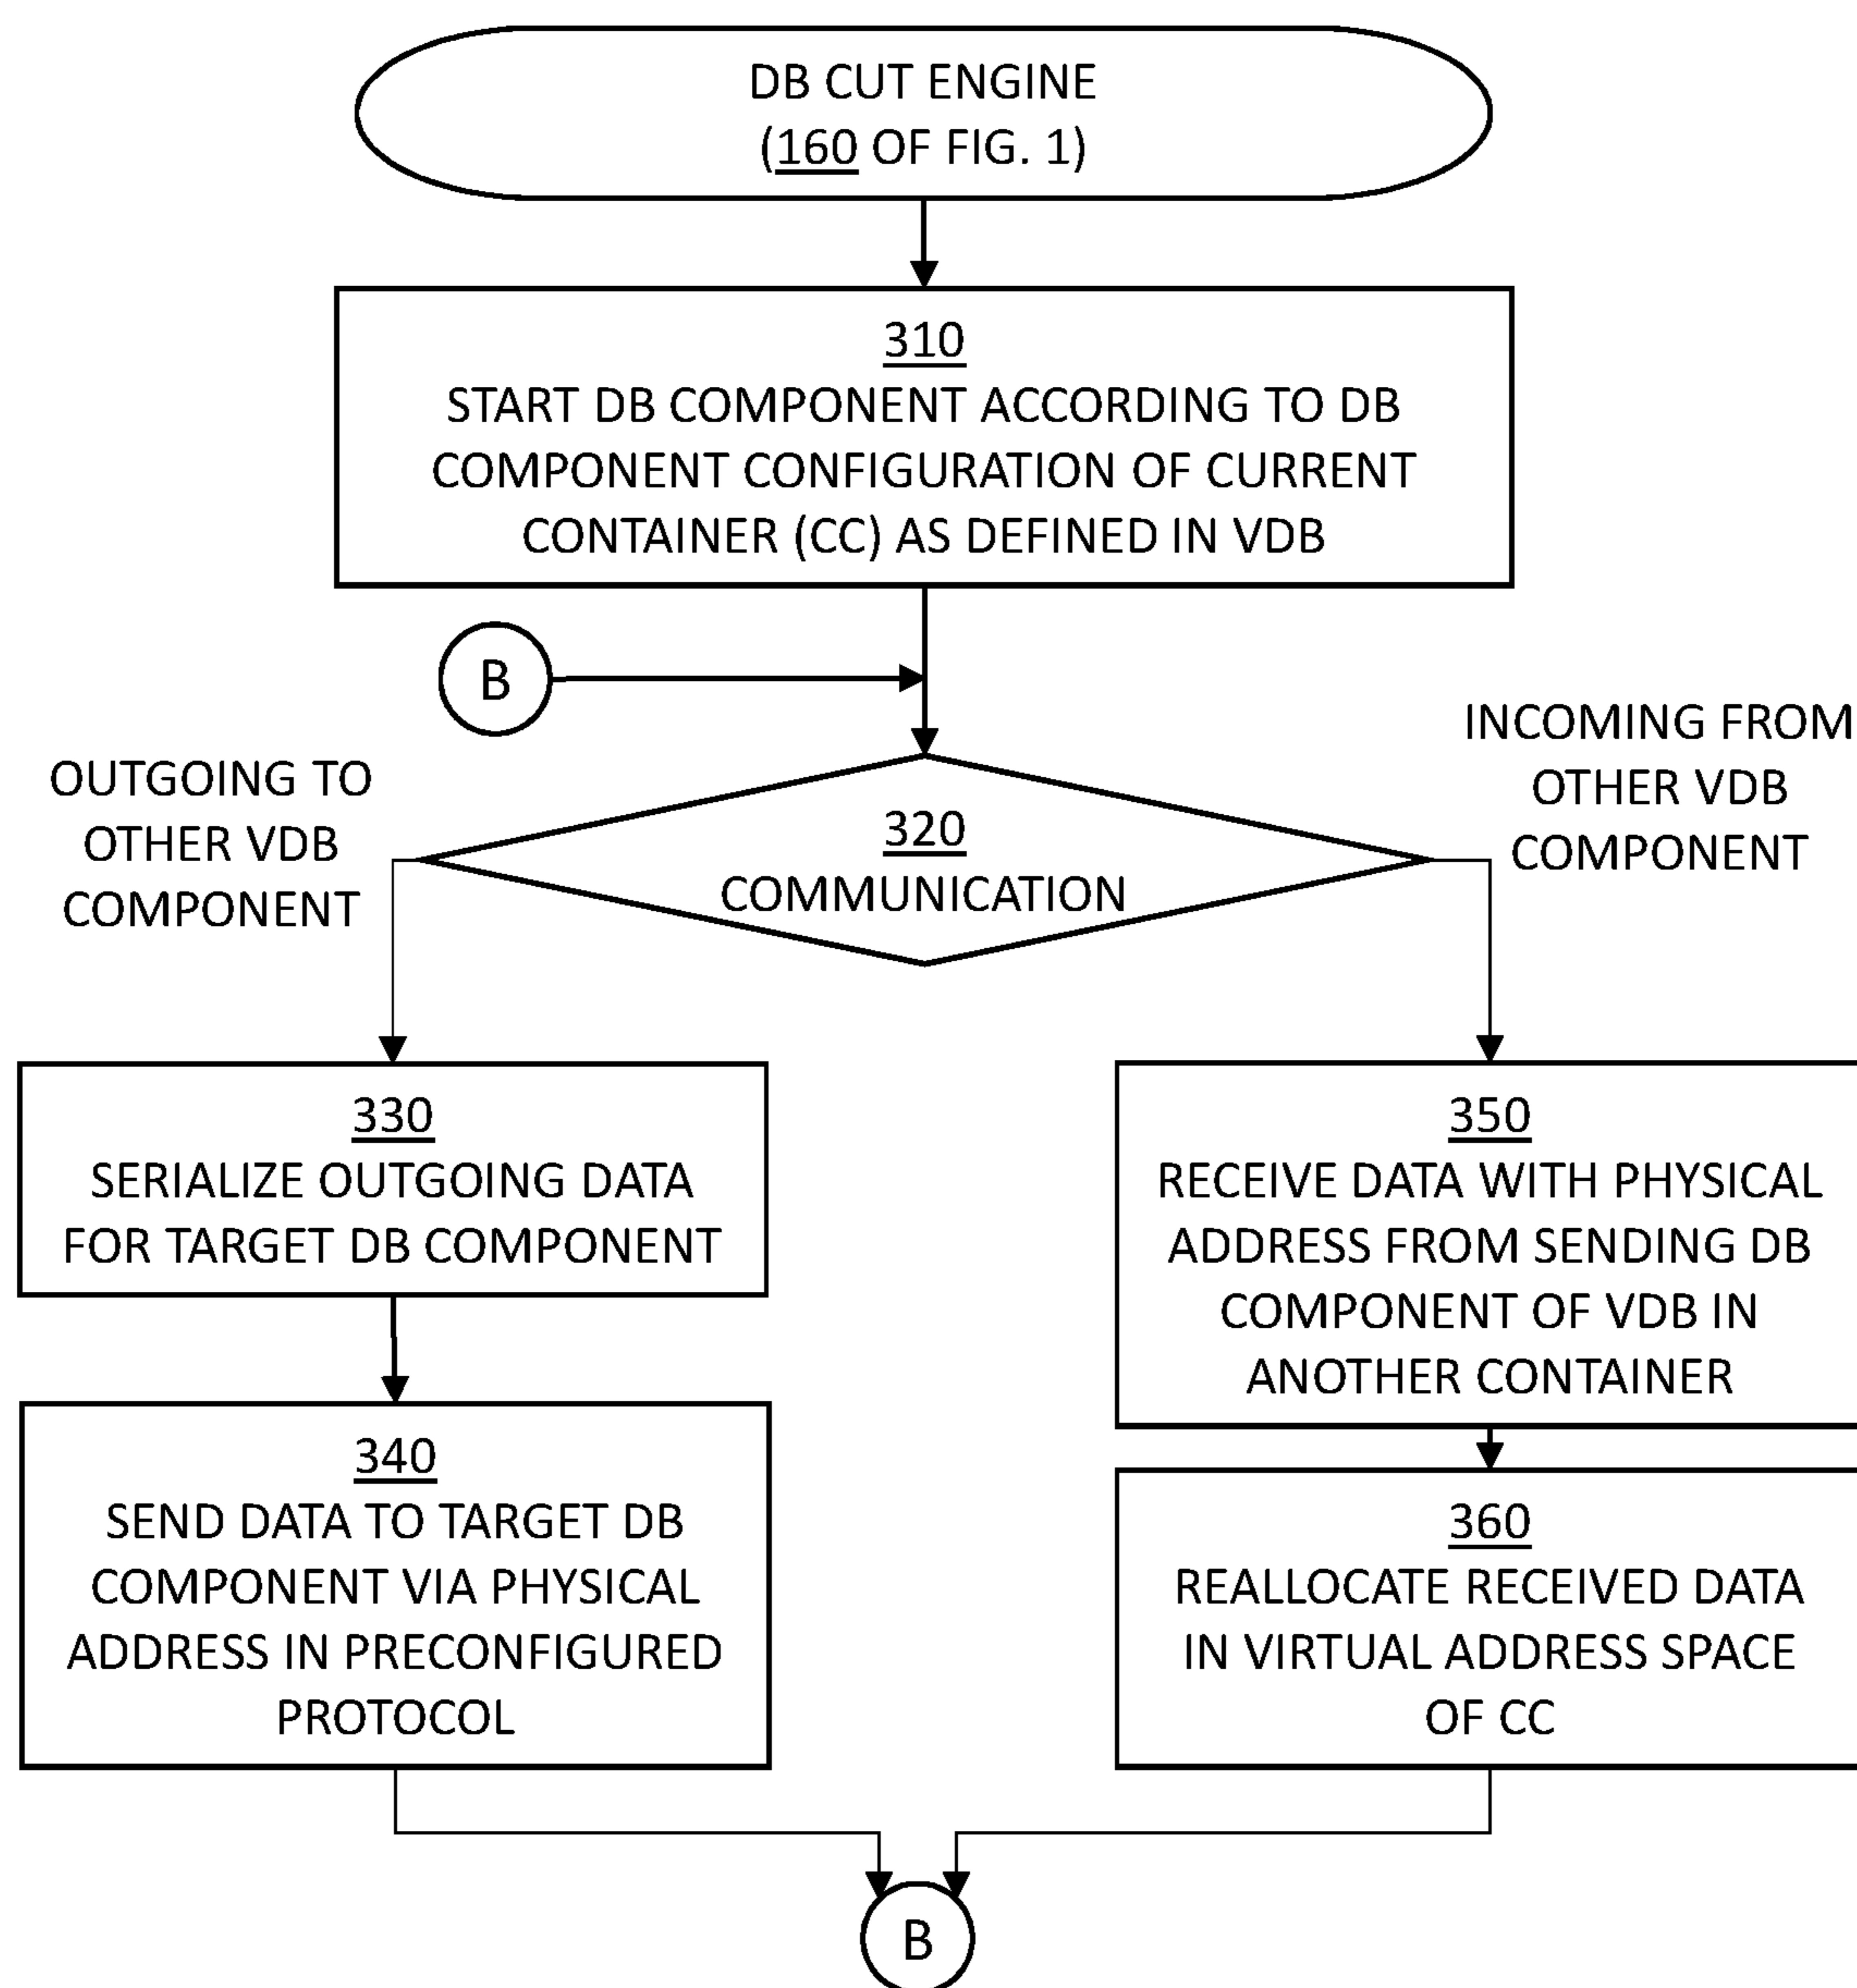 DB CUT ENGINE
(160 OF FIG. 1)
310
START DB COMPONENT ACCORDING TO DB
COMPONENT CONFIGURATION OF CURRENT
CONTAINER (CC) AS DEFINED IN VDB
B
OUTGOING TO
OTHER VDB
COMPONENT
320
COMMUNICATION
INCOMING FROM
OTHER VDB
COMPONENT
330
SERIALIZE OUTGOING DATA
FOR TARGET DB COMPONENT
340
SEND DATA TO TARGET DB
COMPONENT VIA PHYSICAL
ADDRESS IN PRECONFIGURED
PROTOCOL
350
RECEIVE DATA WITH PHYSICAL
ADDRESS FROM SENDING DB
COMPONENT OF VDB IN
ANOTHER CONTAINER
360
REALLOCATE RECEIVED DATA
IN VIRTUAL ADDRESS SPACE
OF CC
B